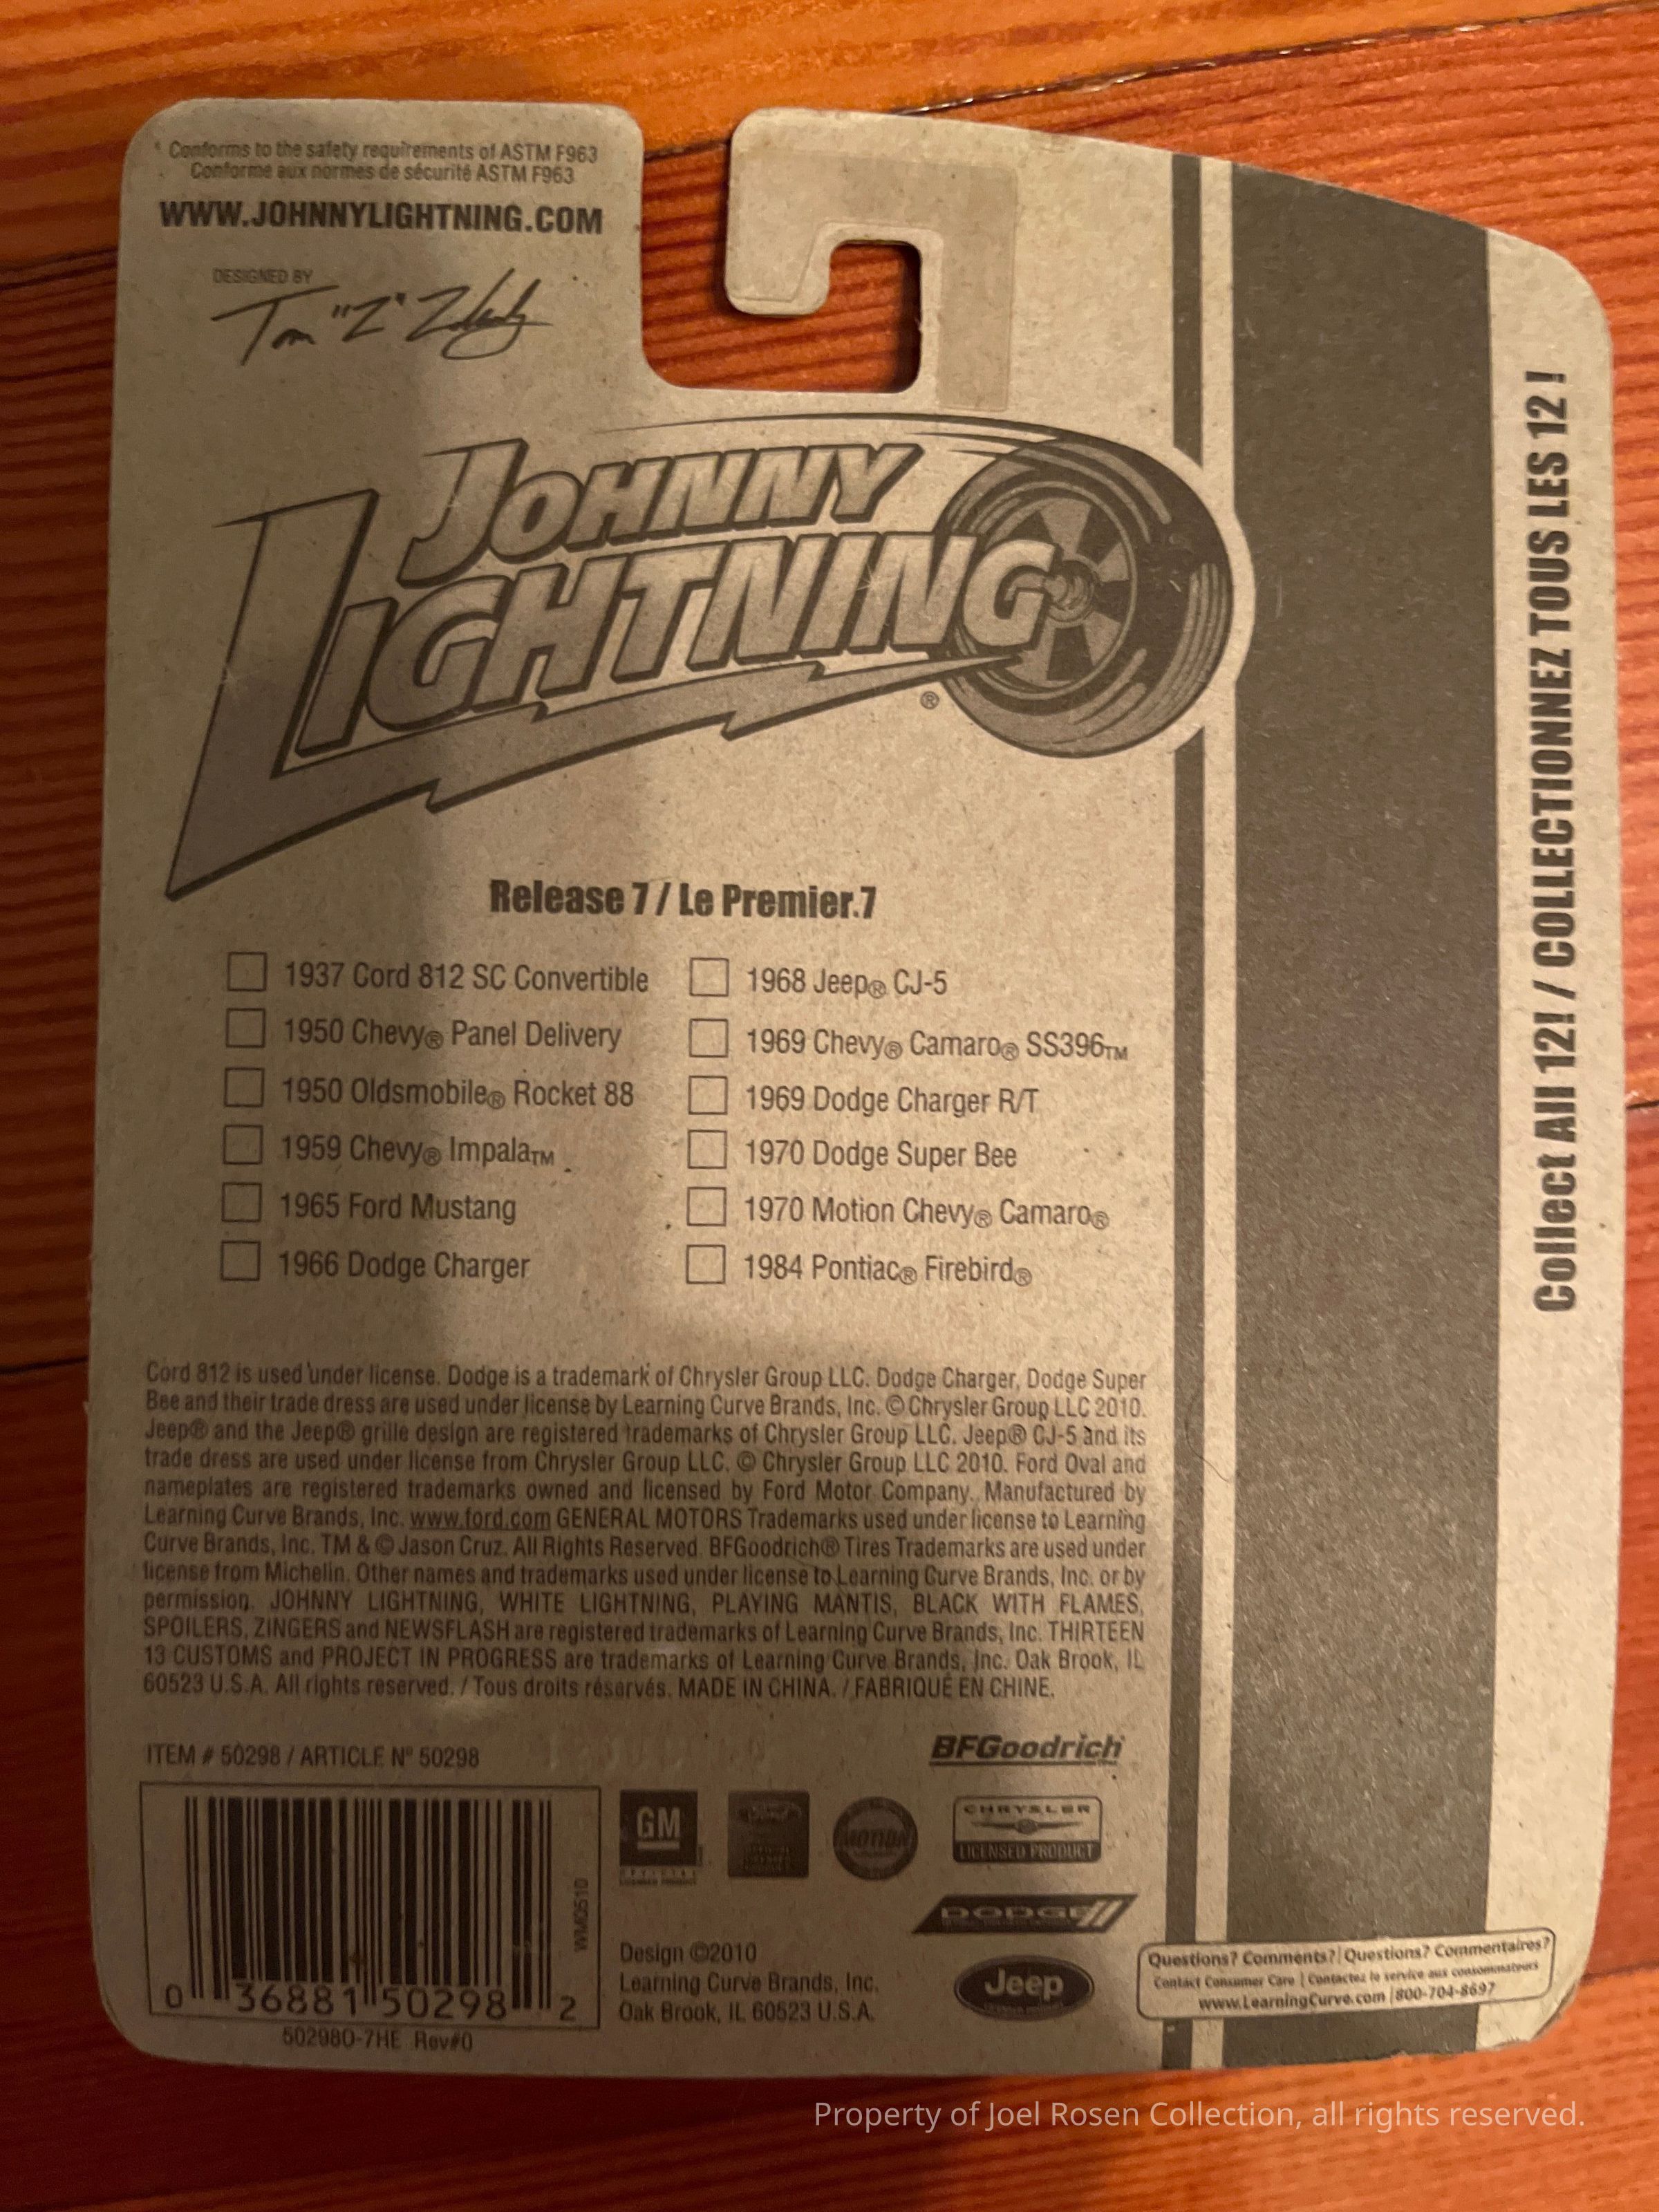 Conforms to the safety requirements of ASTM F963
Conforme aux normes de sécurité ASTM F963
WWW.JOHNNYLIGHTNING.COM
DESIGNED BY
Tom "Z"
JOHNNY
LIGHTNING®
Release 7 / Le Premier.7
1937 Cord 812 SC Convertible
1950 Chevy® Panel Delivery
1950 Oldsmobile® Rocket 88
1959 Chevy® Impala™
1965 Ford Mustang
1966 Dodge Charger
1968 Jeep® CJ-5
1969 Chevy® Camaro® SS396™
1969 Dodge Charger R/T
1970 Dodge Super Bee
1970 Motion Chevy® Camaro®
1984 Pontiac® Firebird®
Collect All 12! / COLLECTIONNEZ TOUS LES 12 !
Cord 812 is used under license. Dodge is a trademark of Chrysler Group LLC. Dodge Charger, Dodge Super
Bee and their trade dress are used under license by Learning Curve Brands, Inc. © Chrysler Group LLC 2010.
Jeep® and the Jeep® grille design are registered trademarks of Chrysler Group LLC. Jeep® CJ-5 and its
trade dress are used under license from Chrysler Group LLC. © Chrysler Group LLC 2010. Ford Oval and
nameplates are registered trademarks owned and licensed by Ford Motor Company. Manufactured by
Learning Curve Brands, Inc. www.ford.com GENERAL MOTORS Trademarks used under license to Learning
Curve Brands, Inc. TM & © Jason Cruz. All Rights Reserved. BFGoodrich® Tires Trademarks are used under
license from Michelin. Other names and trademarks used under license to Learning Curve Brands, Inc. or by
permission. JOHNNY LIGHTNING, WHITE LIGHTNING, PLAYING MANTIS, BLACK WITH FLAMES,
SPOILERS, ZINGERS and NEWSFLASH are registered trademarks of Learning Curve Brands, Inc. THIRTEEN
13 CUSTOMS and PROJECT IN PROGRESS are trademarks of Learning Curve Brands, Inc. Oak Brook, IL
60523 U.S.A. All rights reserved. / Tous droits réservés. MADE IN CHINA. / FABRIQUÉ EN CHINE.
ITEM # 50298 / ARTICLE Nº 50298
BFGoodrich
GM
OFFICIAL
LICENSED PRODUCT
Ford
MOTION
CHRYSLER
LICENSED PRODUCT
DODGE
Jeep
WM0510
0 36881 50298 2
50298O-7HE Rev#0
Design ©2010
Learning Curve Brands, Inc.
Oak Brook, IL 60523 U.S.A.
Questions? Comments? | Questions? Commentaires?
Contact Consumer Care | Contactez le service aux consommateurs
www.LearningCurve.com | 800-704-8697
Property of Joel Rosen Collection, all rights reserved.